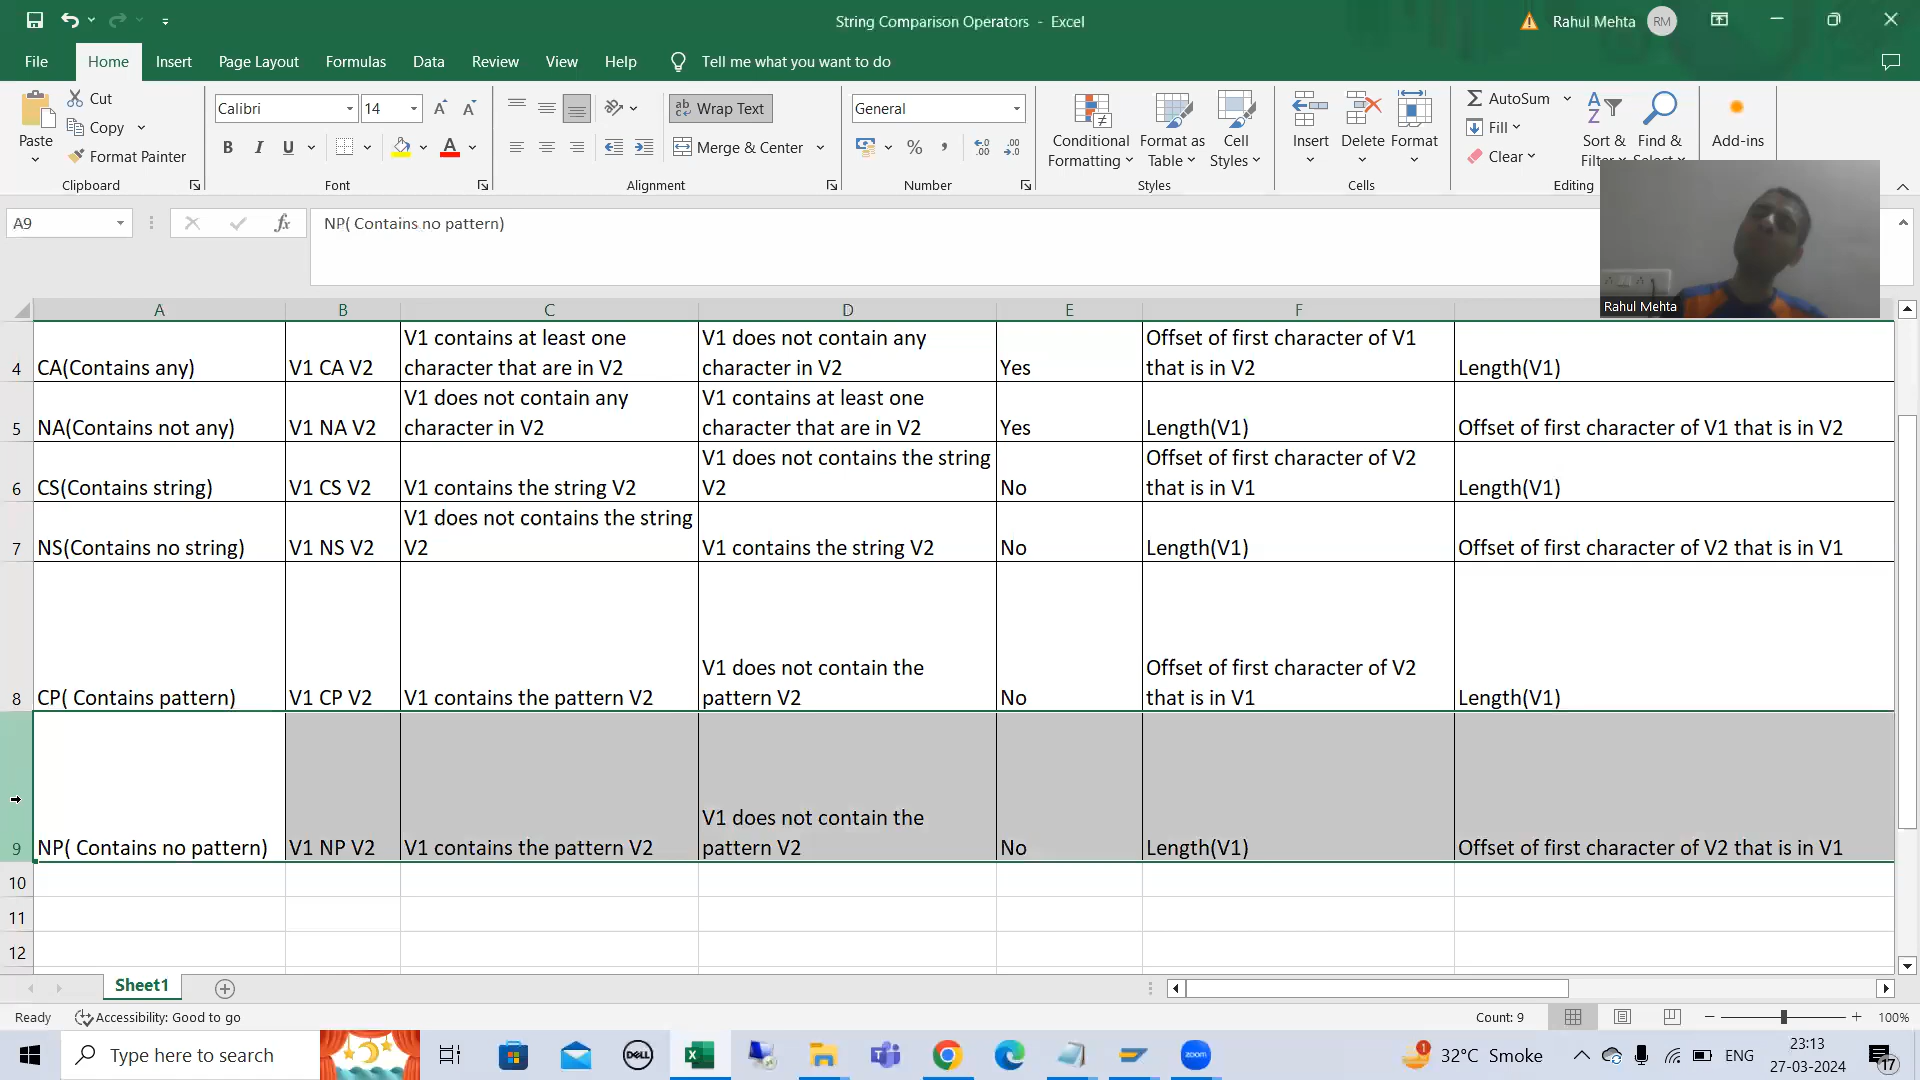 String Comparison Operators - Excel
Rahul Mehta
RM
File
Home
Insert
Page Layout
Formulas
Data
Review
View
Help
Tell me what you want to do
Paste
Cut
Copy
Format Painter
Clipboard
Calibri
14
B I U
Font
Wrap Text
Merge & Center
Alignment
General
Number
Conditional Formatting
Format as Table
Cell Styles
Styles
Insert
Delete
Format
Cells
AutoSum
Fill
Clear
Sort & Filter
Find & Select
Editing
Add-ins
A9
fx
NP( Contains no pattern)
Rahul Mehta
A B C D E F
4
CA(Contains any)
V1 CA V2
V1 contains at least one
character that are in V2
V1 does not contain any
character in V2
Yes
Offset of first character of V1
that is in V2
Length(V1)
5
NA(Contains not any)
V1 NA V2
V1 does not contain any
character in V2
V1 contains at least one
character that are in V2
Yes
Length(V1)
Offset of first character of V1 that is in V2
6
CS(Contains string)
V1 CS V2
V1 contains the string V2
V1 does not contains the string
V2
No
Offset of first character of V2
that is in V1
Length(V1)
7
NS(Contains no string)
V1 NS V2
V1 does not contains the string
V2
V1 contains the string V2
No
Length(V1)
Offset of first character of V2 that is in V1
8
CP( Contains pattern)
V1 CP V2
V1 contains the pattern V2
V1 does not contain the
pattern V2
No
Offset of first character of V2
that is in V1
Length(V1)
9
NP( Contains no pattern)
V1 NP V2
V1 contains the pattern V2
V1 does not contain the
pattern V2
No
Length(V1)
Offset of first character of V2 that is in V1
10
11
12
Sheet1
Ready
Accessibility: Good to go
Count: 9
100%
Type here to search
DELL
zoom
1
32°C Smoke
ENG
23:13
27-03-2024
17